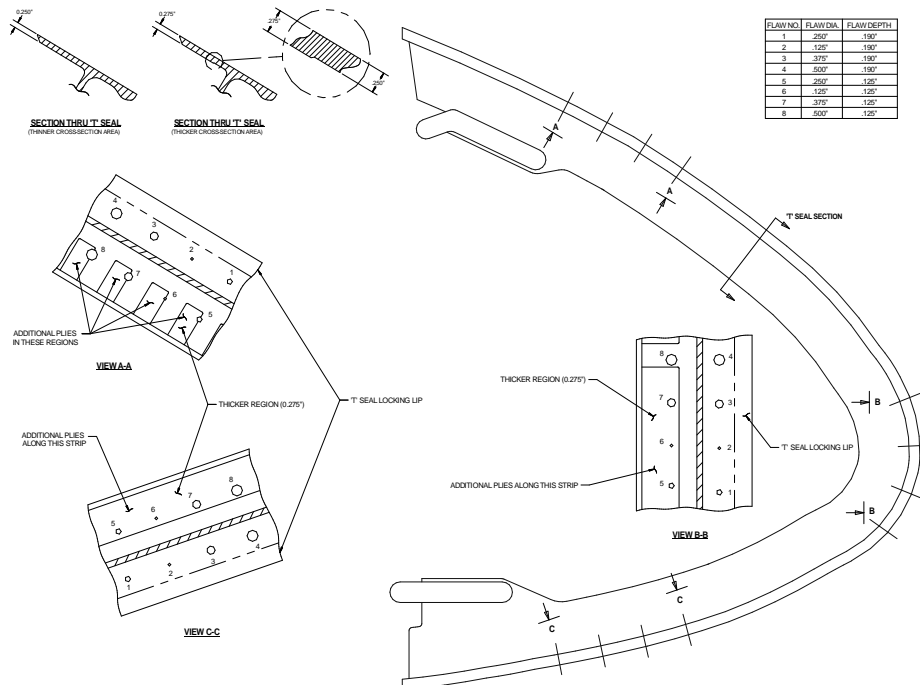 0.250"
SECTION THRU 'T' SEAL
(THINNER CROSS-SECTION AREA)
0.275"
SECTION THRU 'T' SEAL
(THICKER CROSS-SECTION AREA)
.275"
.250"
FLAW NO. FLAW DIA. FLAW DEPTH
1 .250" .190"
2 .125" .190"
3 .375" .190"
4 .500" .190"
5 .250" .125"
6 .125" .125"
7 .375" .125"
8 .500" .125"
A
A
'T' SEAL SECTION
4
3
2
1
8
7
6
5
ADDITIONAL PLIES
IN THESE REGIONS
VIEW A-A
THICKER REGION (0.275")
'T' SEAL LOCKING LIP
ADDITIONAL PLIES
ALONG THIS STRIP
5
6
7
8
1
2
3
4
VIEW C-C
8
4
7
3
6
2
5
1
THICKER REGION (0.275")
'T' SEAL LOCKING LIP
ADDITIONAL PLIES ALONG THIS STRIP
VIEW B-B
B
B
C
C